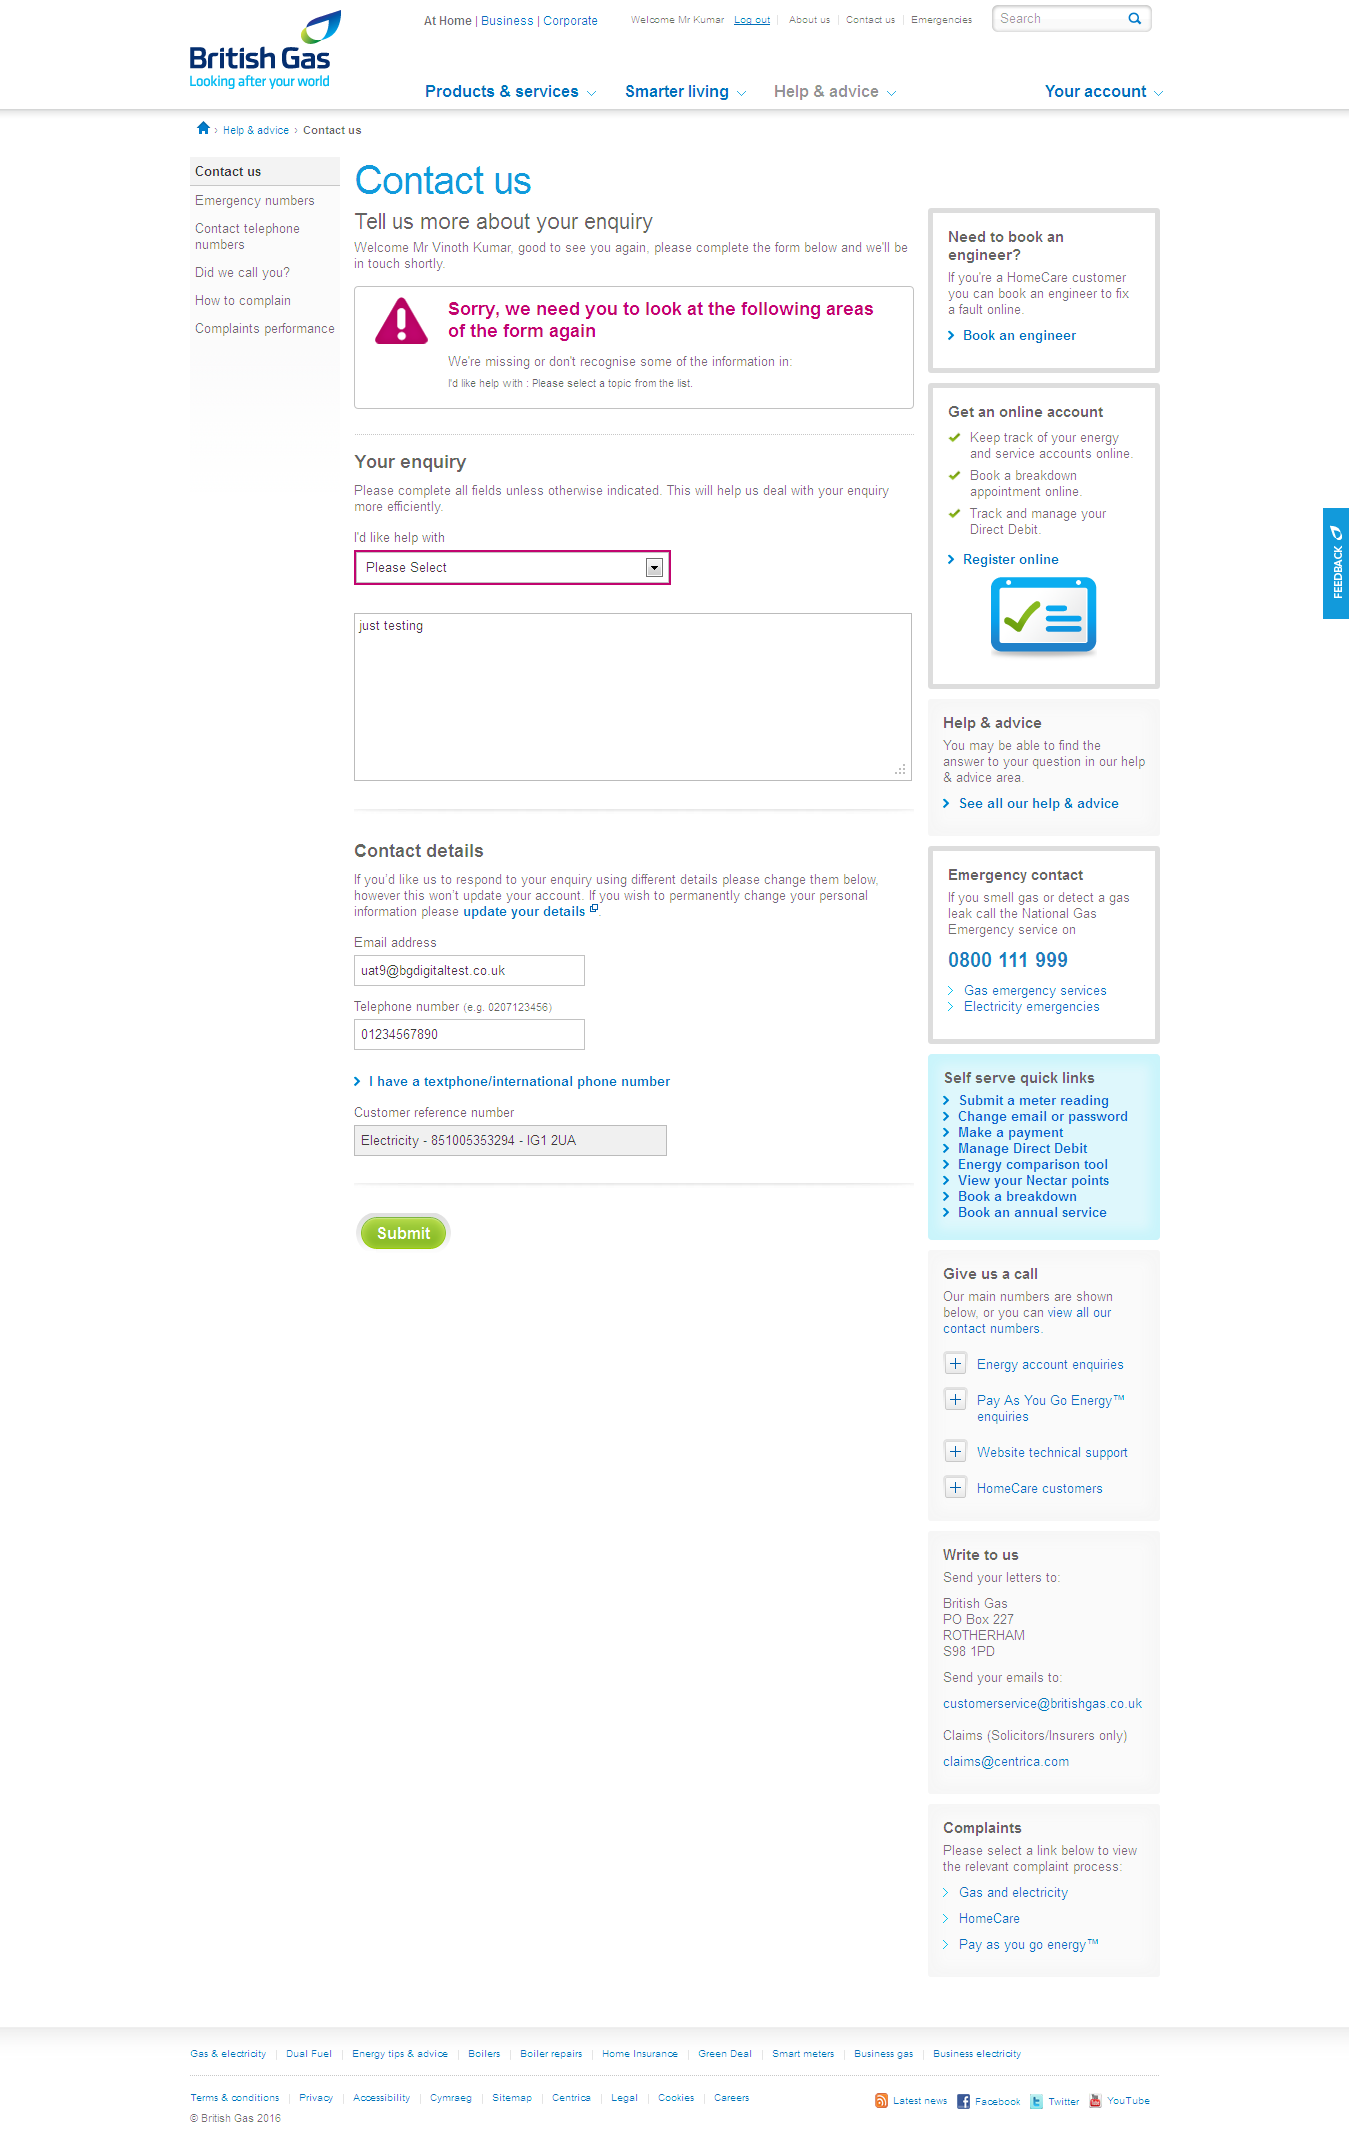 British Gas
Looking after your world
At Home | Business | Corporate
Welcome Mr Kumar Log out About us Contact us Emergencies
Search
Products & services
Smarter living
Help & advice
Your account
› Help & advice › Contact us
Contact us
Emergency numbers
Contact telephone
numbers
Did we call you?
How to complain
Complaints performance
Contact us
Tell us more about your enquiry
Welcome Mr Vinoth Kumar, good to see you again, please complete the form below and we'll be
in touch shortly.
Sorry, we need you to look at the following areas
of the form again
We're missing or don't recognise some of the information in:
I'd like help with : Please select a topic from the list.
Your enquiry
Please complete all fields unless otherwise indicated. This will help us deal with your enquiry
more efficiently.
I'd like help with
Please Select
just testing
Contact details
If you'd like us to respond to your enquiry using different details please change them below,
however this won't update your account. If you wish to permanently change your personal
information please update your details .
Email address
uat9@bgdigitaltest.co.uk
Telephone number (e.g. 0207123456)
01234567890
I have a textphone/international phone number
Customer reference number
Electricity - 851005353294 - IG1 2UA
Submit
Need to book an
engineer?
If you're a HomeCare customer
you can book an engineer to fix
a fault online.
Book an engineer
Get an online account
Keep track of your energy
and service accounts online.
Book a breakdown
appointment online.
Track and manage your
Direct Debit.
Register online
Help & advice
You may be able to find the
answer to your question in our help
& advice area.
See all our help & advice
Emergency contact
If you smell gas or detect a gas
leak call the National Gas
Emergency service on
0800 111 999
Gas emergency services
Electricity emergencies
Self serve quick links
Submit a meter reading
Change email or password
Make a payment
Manage Direct Debit
Energy comparison tool
View your Nectar points
Book a breakdown
Book an annual service
Give us a call
Our main numbers are shown
below, or you can view all our
contact numbers.
Energy account enquiries
Pay As You Go Energy™
enquiries
Website technical support
HomeCare customers
Write to us
Send your letters to:
British Gas
PO Box 227
ROTHERHAM
S98 1PD
Send your emails to:
customerservice@britishgas.co.uk
Claims (Solicitors/Insurers only)
claims@centrica.com
Complaints
Please select a link below to view
the relevant complaint process:
Gas and electricity
HomeCare
Pay as you go energy™
FEEDBACK
Gas & electricity Dual Fuel Energy tips & advice Boilers Boiler repairs Home Insurance Green Deal Smart meters Business gas Business electricity
Terms & conditions Privacy Accessibility Cymraeg Sitemap Centrica Legal Cookies Careers
Latest news Facebook Twitter YouTube
© British Gas 2016